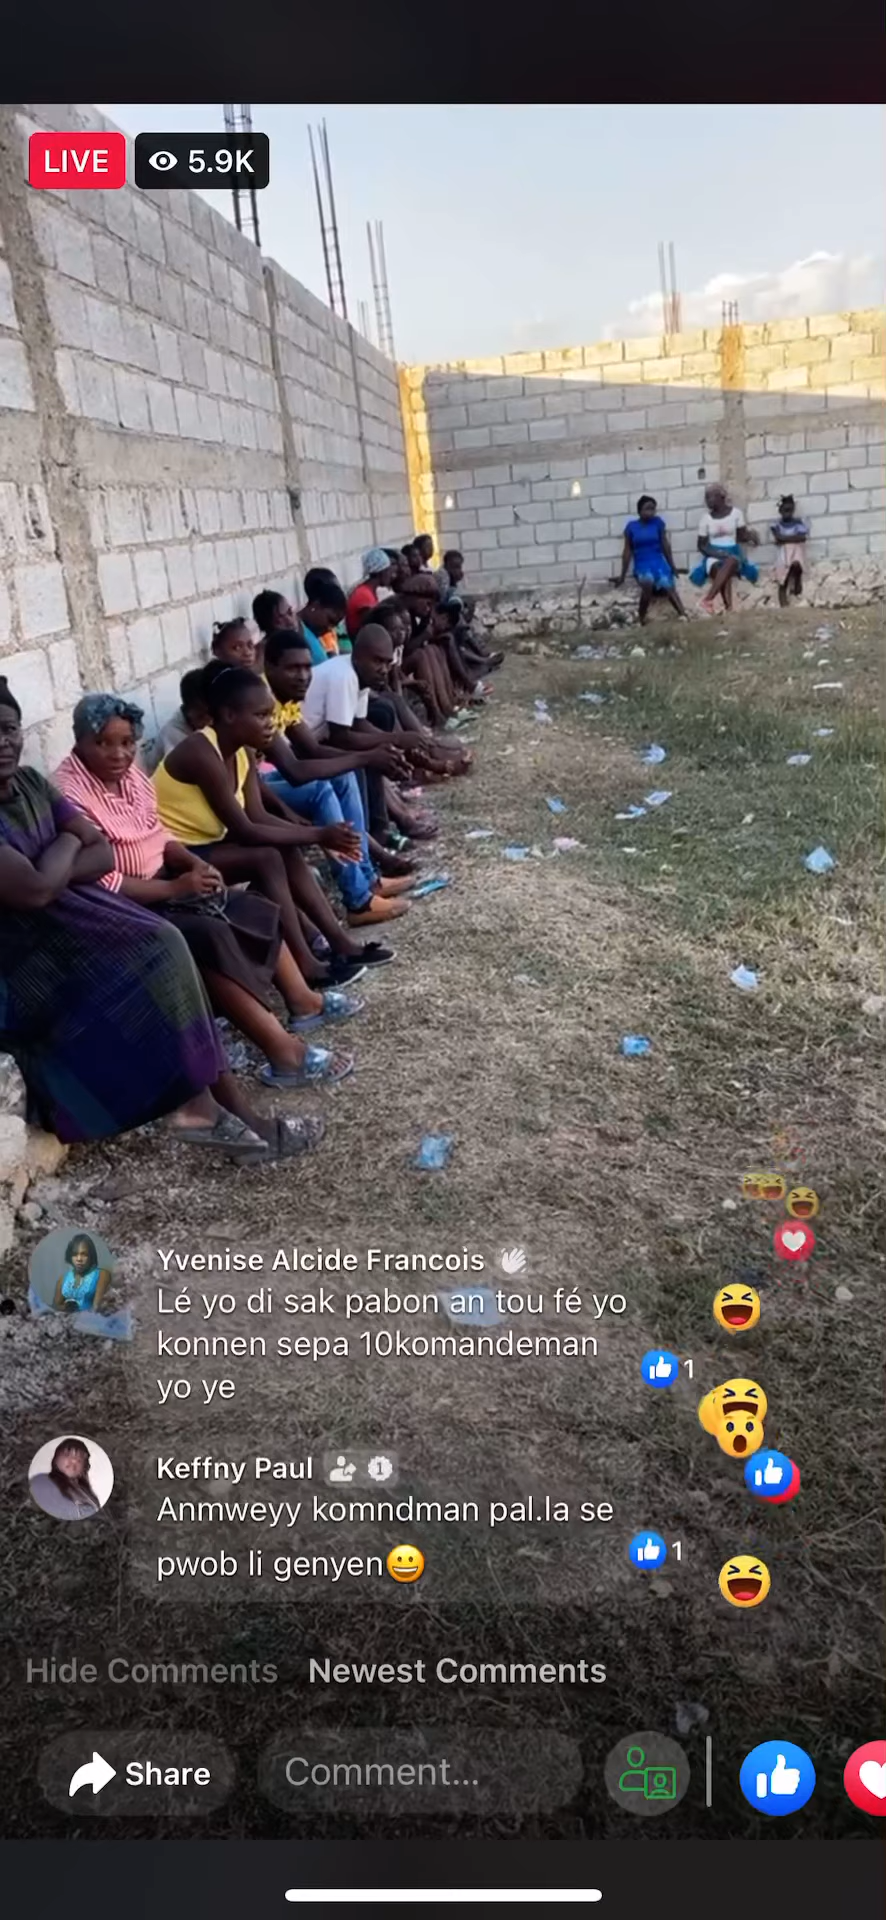 LIVE 5.9K
Yvenise Alcide Francois
Lé yo di sak pabon an tou fé yo
konnen sepa 10komandeman
yo ye
1
Keffny Paul
1
Anmweyy komndman pal.la se
pwob li genyen😀
1
Hide Comments Newest Comments
Share Comment...